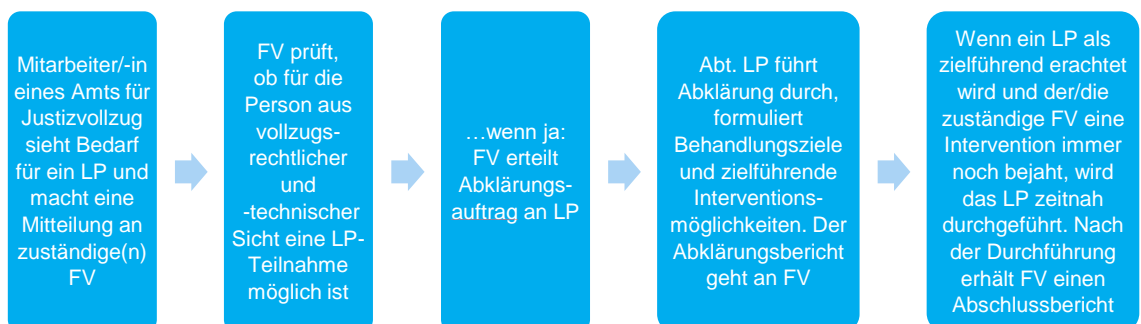 Mitarbeiter/-in
eines Amts für
Justizvollzug
sieht Bedarf
für ein LP und
macht eine
Mitteilung an
zuständige(n)
FV
FV prüft,
ob für die
Person aus
vollzugs-
rechtlicher
und
-technischer
Sicht eine LP-
Teilnahme
möglich ist
…wenn ja:
FV erteilt
Abklärungs-
auftrag an LP
Abt. LP führt
Abklärung durch,
formuliert
Behandlungsziele
und zielführende
Interventions-
möglichkeiten. Der
Abklärungsbericht
geht an FV
Wenn ein LP als
zielführend erachtet
wird und der/die
zuständige FV eine
Intervention immer
noch bejaht, wird
das LP zeitnah
durchgeführt. Nach
der Durchführung
erhält FV einen
Abschlussbericht